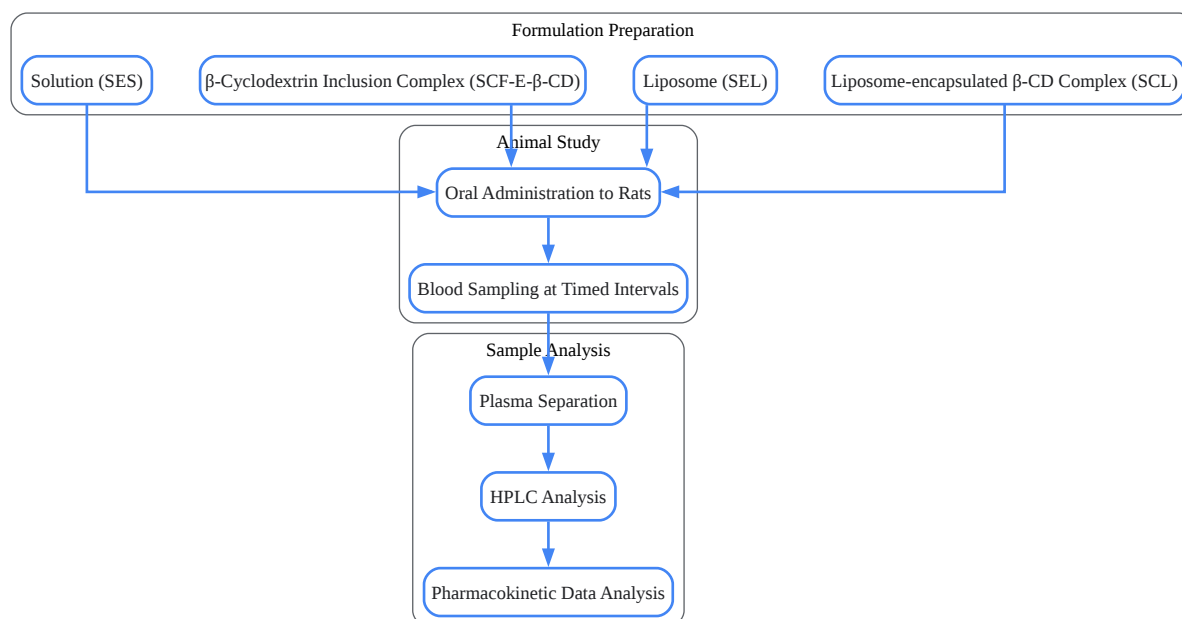 Formulation Preparation
Solution (SES)
β-Cyclodextrin Inclusion Complex (SCF-E-β-CD)
Liposome (SEL)
Liposome-encapsulated β-CD Complex (SCL)
Animal Study
Oral Administration to Rats
Blood Sampling at Timed Intervals
Sample Analysis
Plasma Separation
HPLC Analysis
Pharmacokinetic Data Analysis